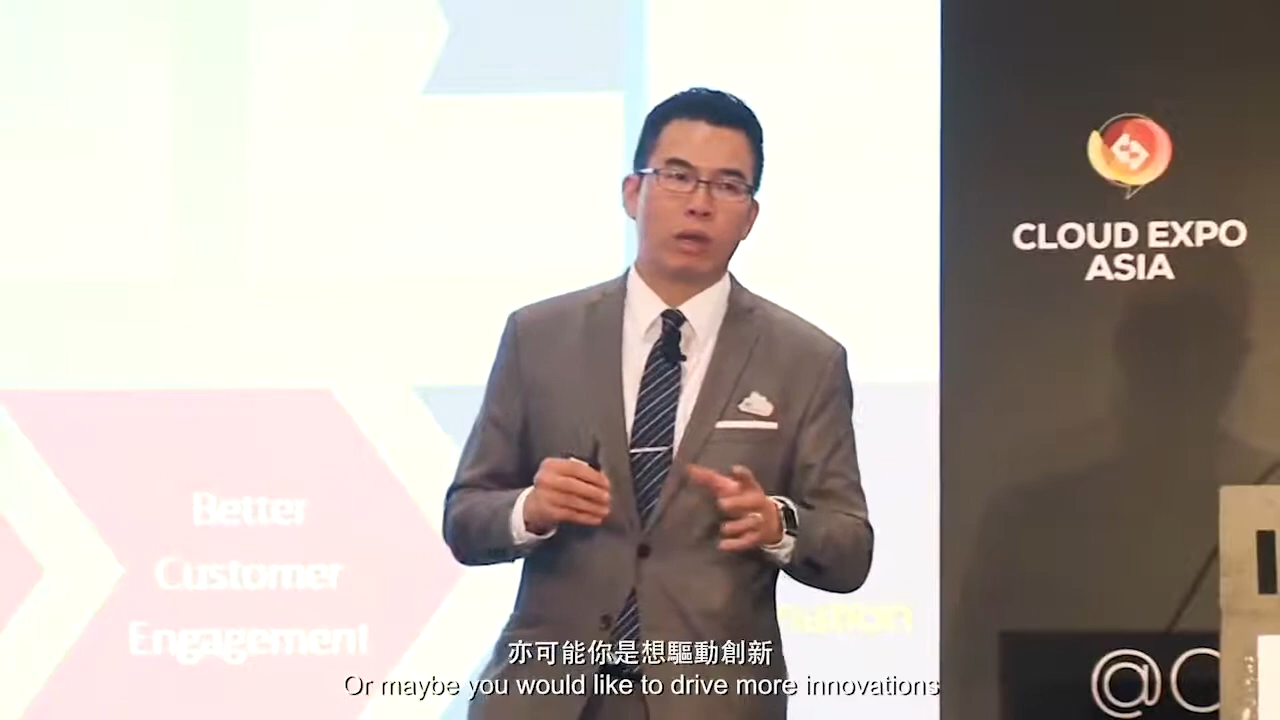 CLOUD EXPO
ASIA
Better
Customer
Engagement
@
亦可能你是想驅動創新
Or maybe you would like to drive more innovations